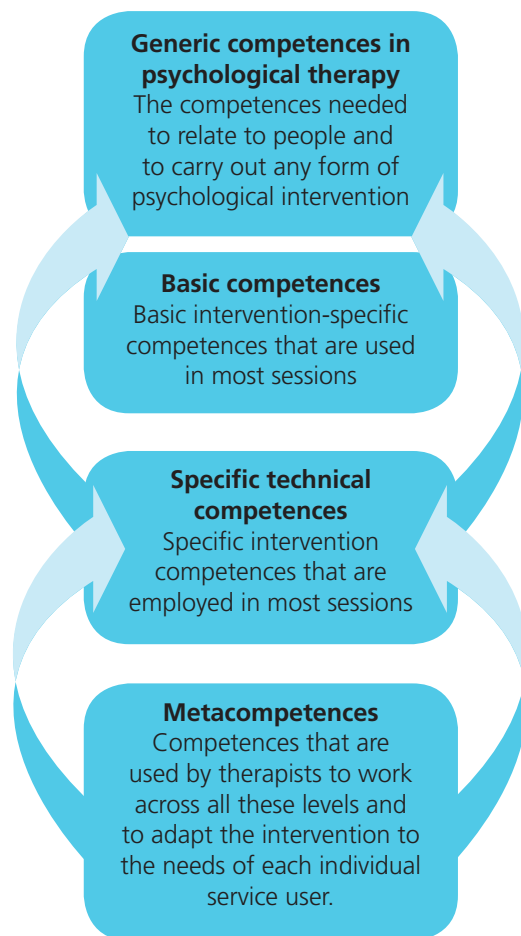 Generic competences in
psychological therapy
The competences needed
to relate to people and
to carry out any form of
psychological intervention
Basic competences
Basic intervention-specific
competences that are used
in most sessions
Specific technical
competences
Specific intervention
competences that are
employed in most sessions
Metacompetences
Competences that are
used by therapists to work
across all these levels and
to adapt the intervention to
the needs of each individual
service user.